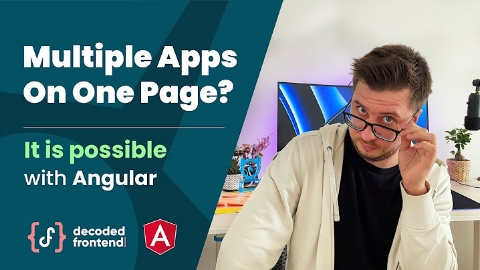 Multiple Apps
On One Page?
It is possible
with Angular
decoded
frontend
A